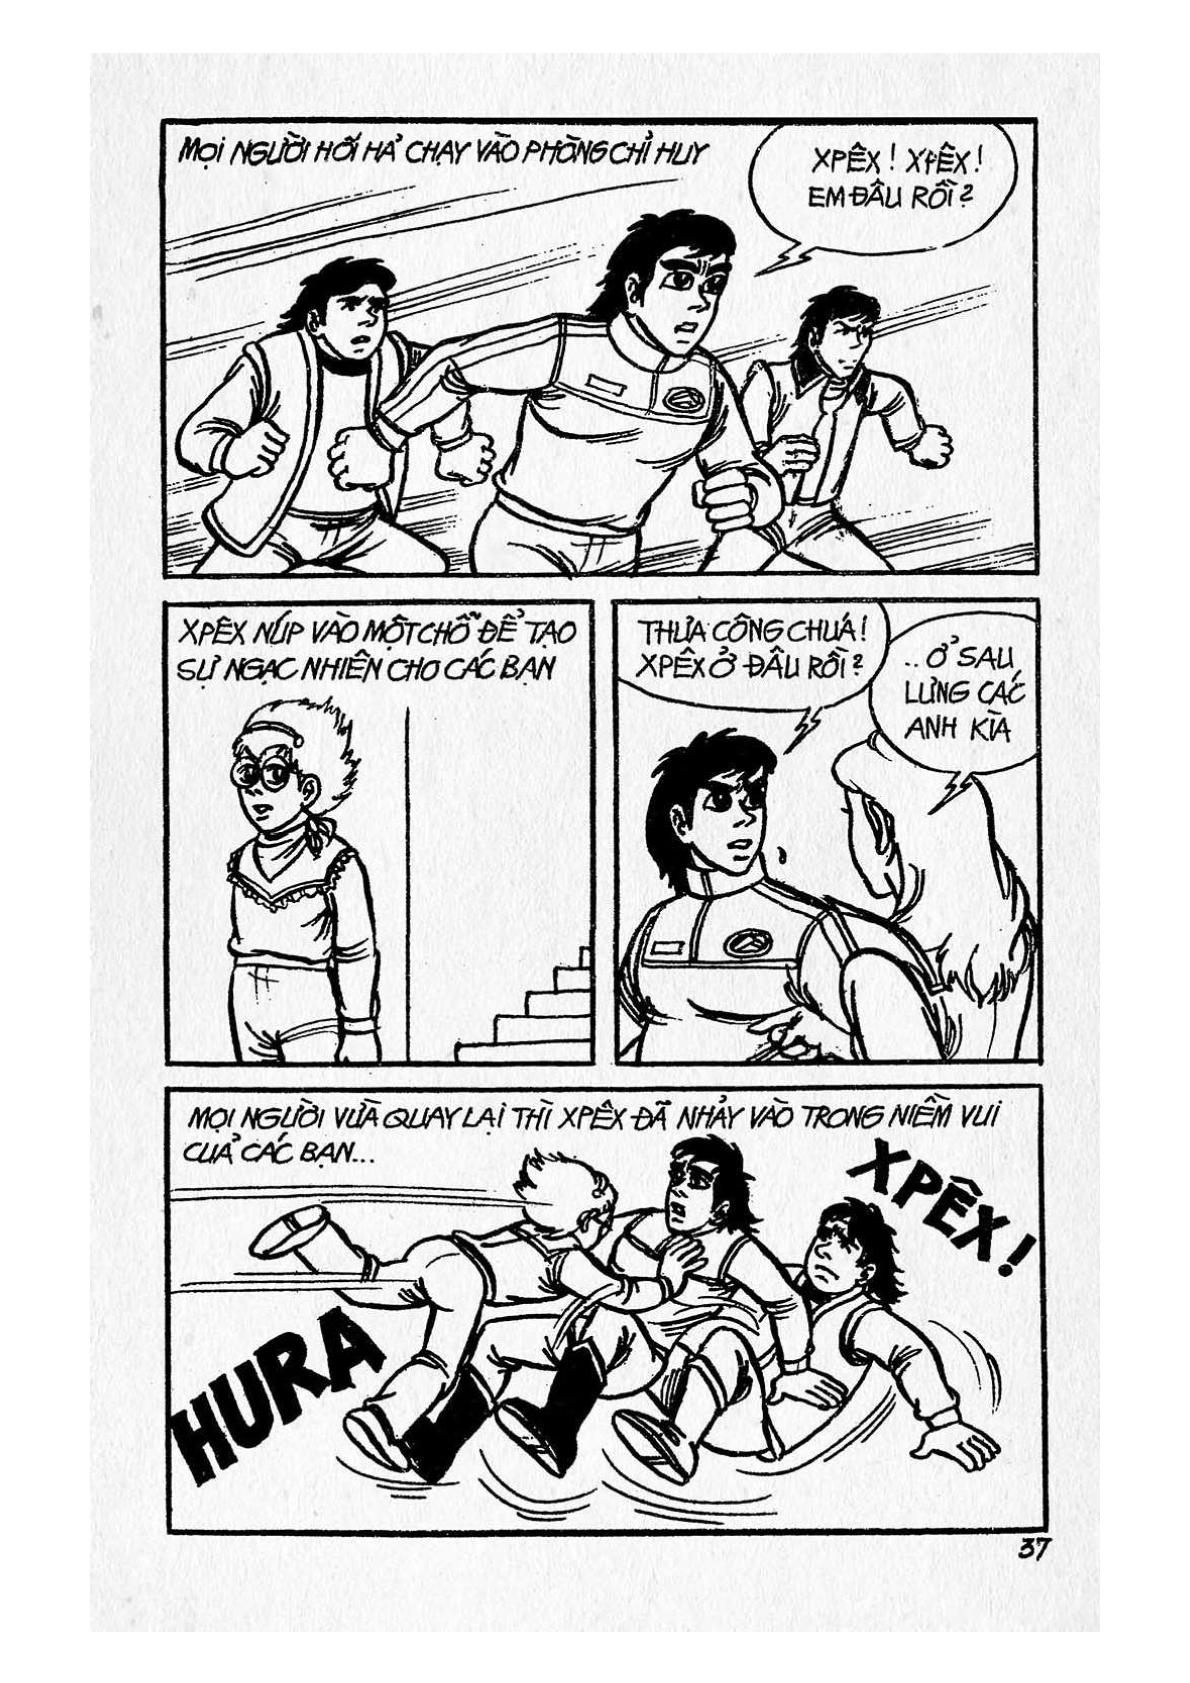 MỌI NGƯỜI HỐI HẢ CHẠY VÀO PHÒNG CHỈ HUY
XPÊX! XPÊX!
EM ĐÂU RỒI?
XPÊX NÚP VÀO MỘT CHỖ ĐỂ TẠO
SỰ NGẠC NHIÊN CHO CÁC BẠN
THƯA CÔNG CHÚA!
XPÊX Ở ĐÂU RỒI?
..Ở SAU
LƯNG CÁC
ANH KÌA
MỌI NGƯỜI VỪA QUAY LẠI THÌ XPÊX ĐÃ NHẢY VÀO TRONG NIỀM VUI
CỦA CÁC BẠN...
XPÊX!
HURA
37